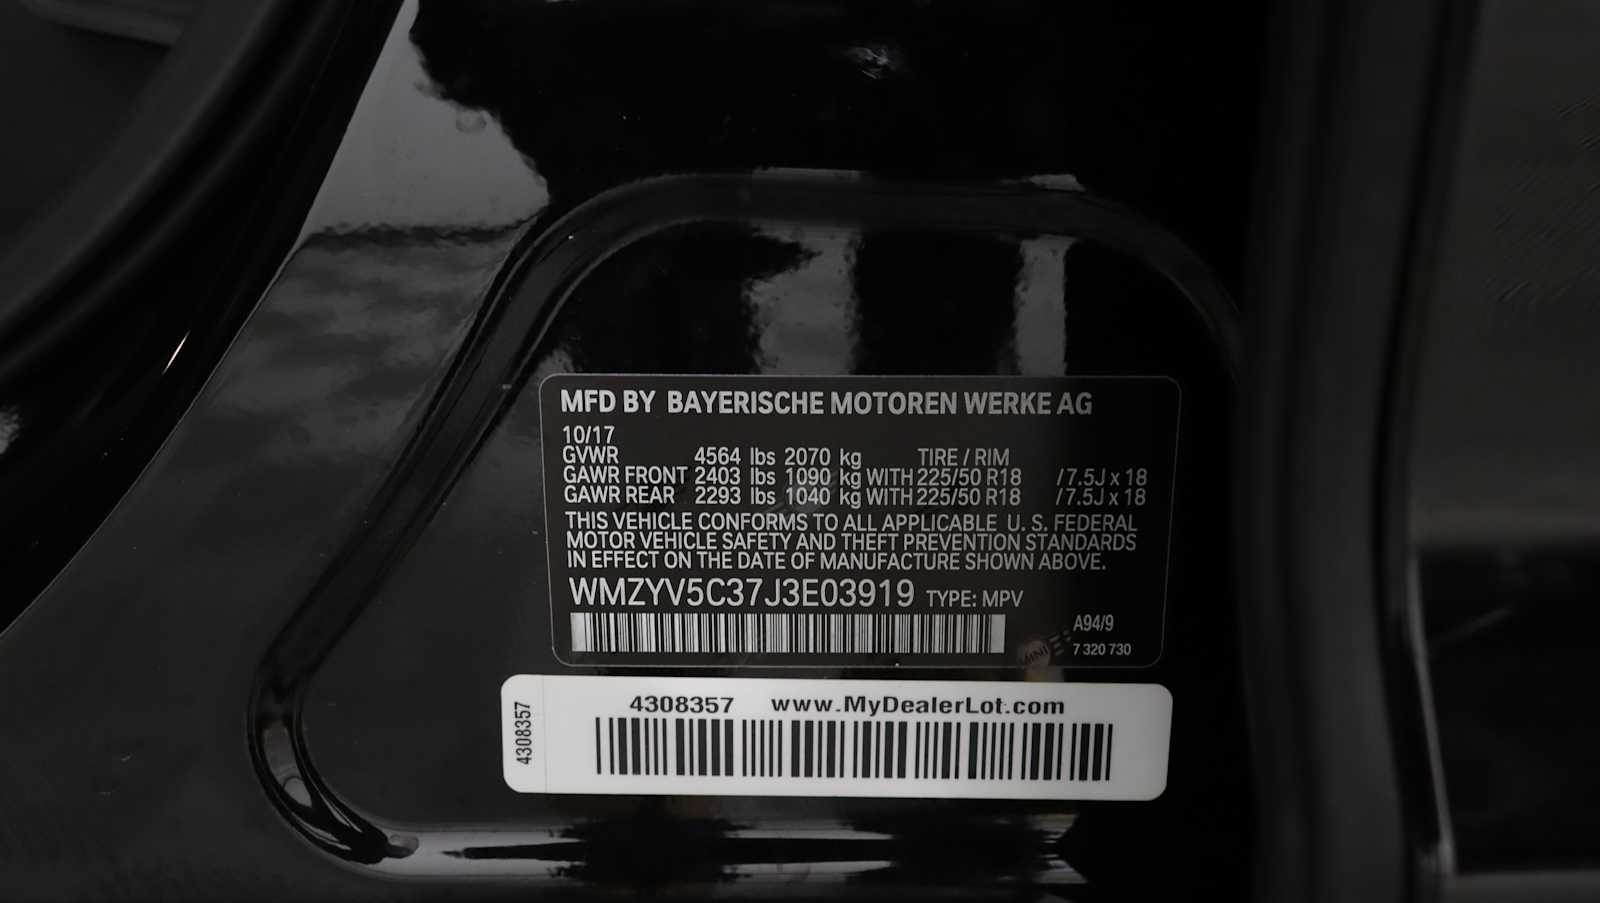 MFD BY BAYERISCHE MOTOREN WERKE AG
10/17
GVWR 4564 lbs 2070 kg TIRE / RIM
GAWR FRONT 2403 lbs 1090 kg WITH 225/50 R18 /7.5J x 18
GAWR REAR 2293 lbs 1040 kg WITH 225/50 R18 /7.5J x 18
THIS VEHICLE CONFORMS TO ALL APPLICABLE U. S. FEDERAL
MOTOR VEHICLE SAFETY AND THEFT PREVENTION STANDARDS
IN EFFECT ON THE DATE OF MANUFACTURE SHOWN ABOVE.
WMZYV5C37J3E03919 TYPE: MPV
A94/9
MINI
7 320 730
4308357 www.MyDealerLot.com
4308357